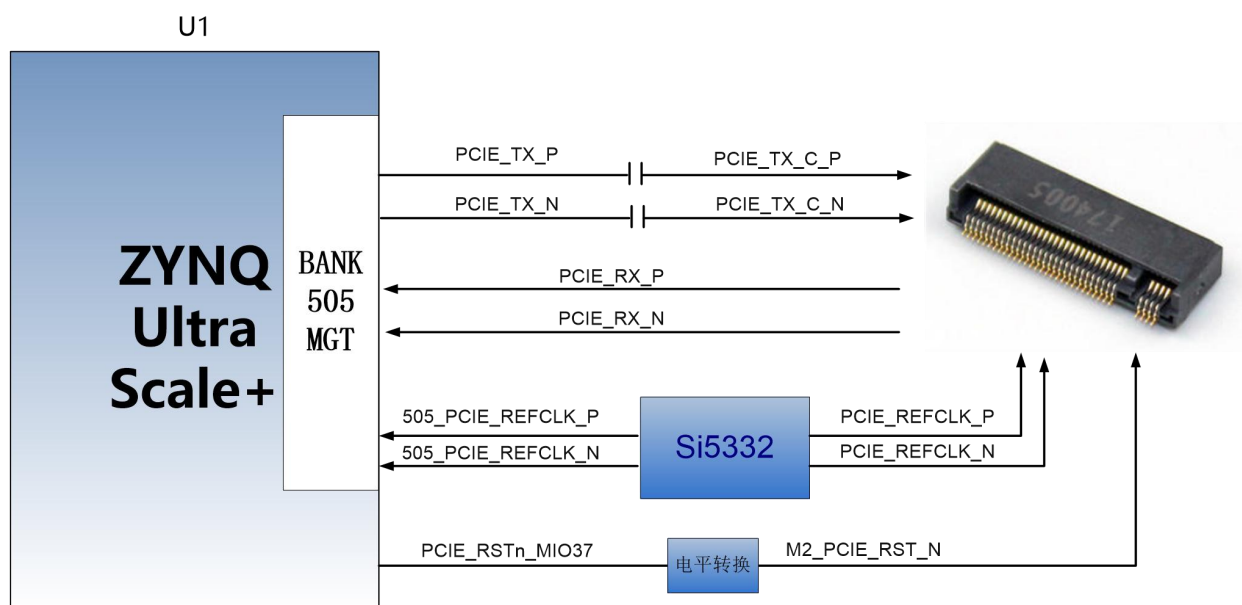 U1
ZYNQ
Ultra
Scale+
BANK
505
MGT
PCIE_TX_P
PCIE_TX_C_P
PCIE_TX_N
PCIE_TX_C_N
PCIE_RX_P
PCIE_RX_N
505_PCIE_REFCLK_P
505_PCIE_REFCLK_N
Si5332
PCIE_REFCLK_P
PCIE_REFCLK_N
PCIE_RSTn_MIO37
电平转换
M2_PCIE_RST_N
174005